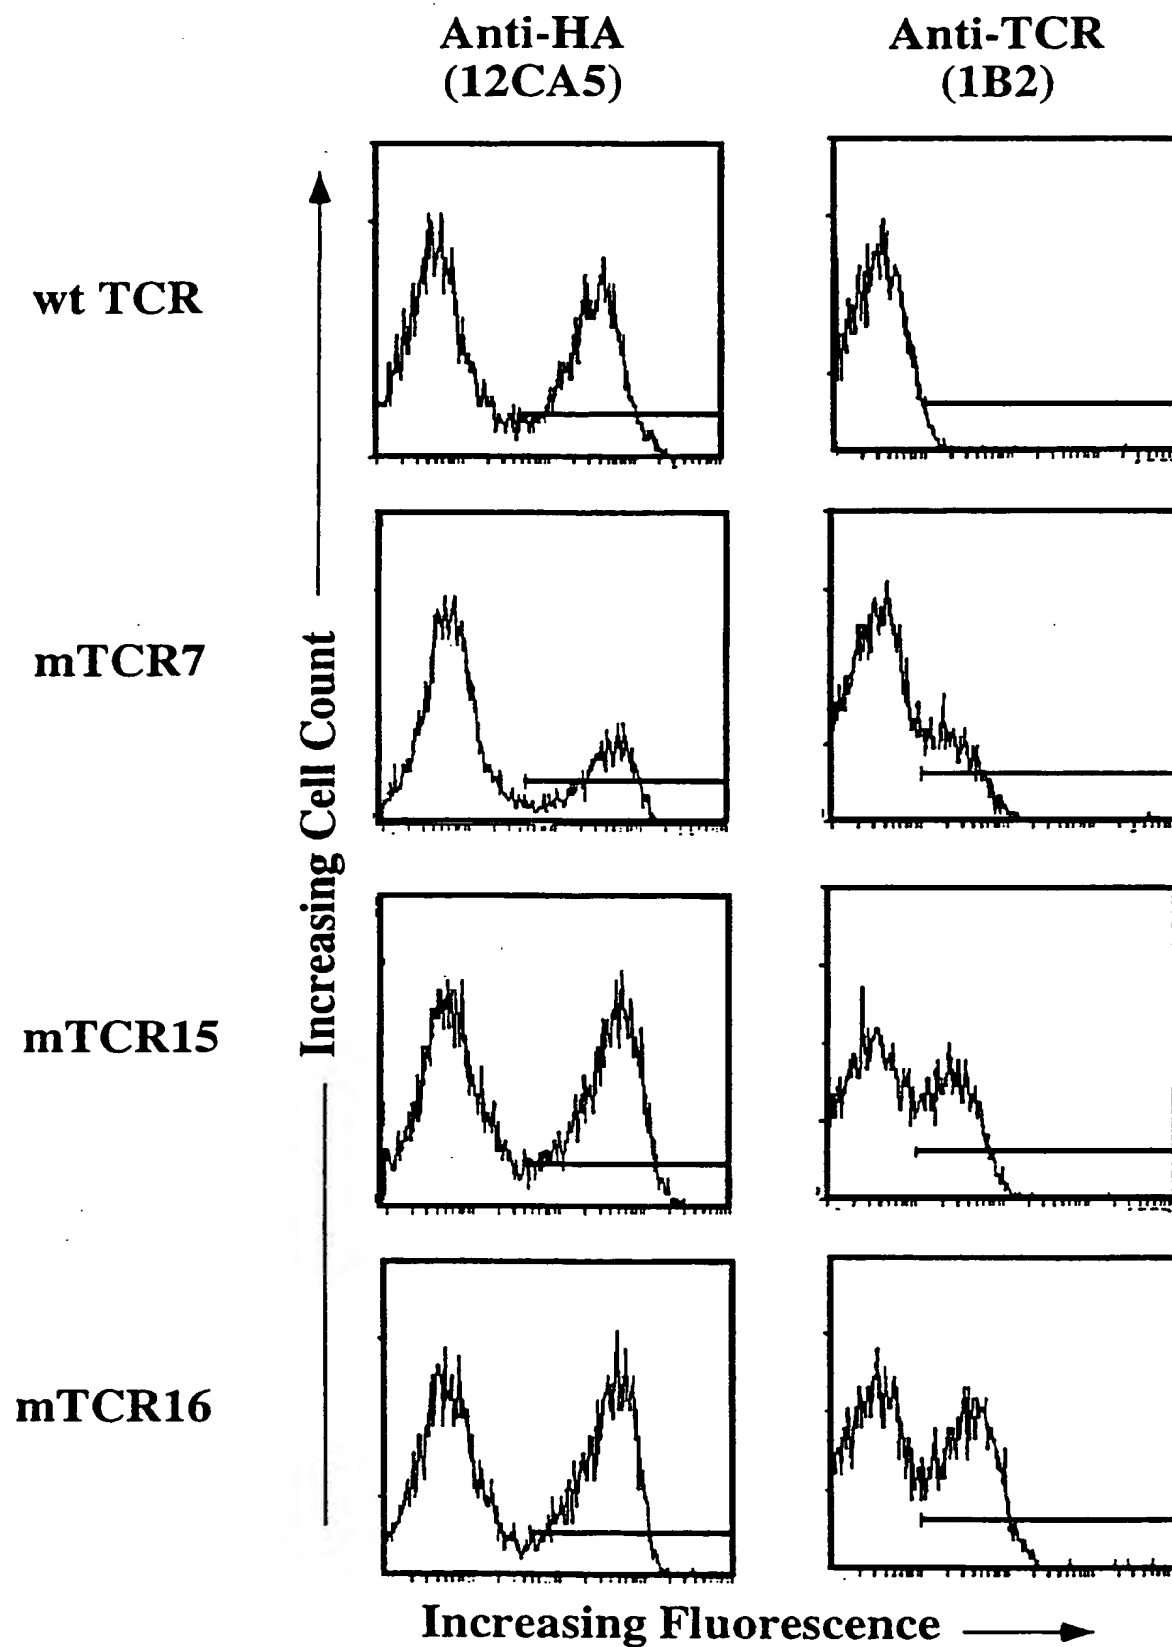 Anti-HA
(12CA5)
Anti-TCR
(1B2)
wt TCR
mTCR7
mTCR15
mTCR16
Increasing Cell Count
Increasing Fluorescence